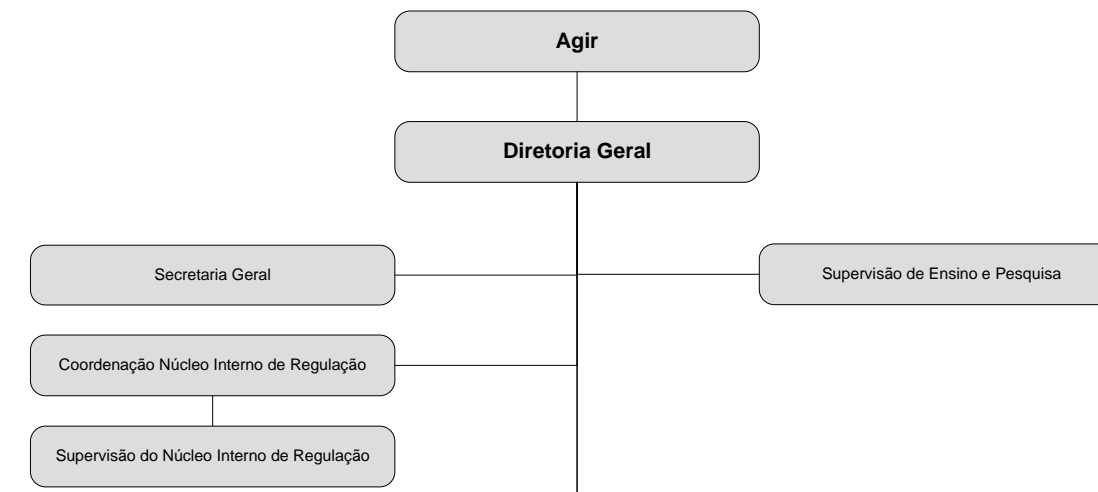 Agir
Diretoria Geral
Secretaria Geral
Supervisão de Ensino e Pesquisa
Coordenação Núcleo Interno de Regulação
Supervisão do Núcleo Interno de Regulação